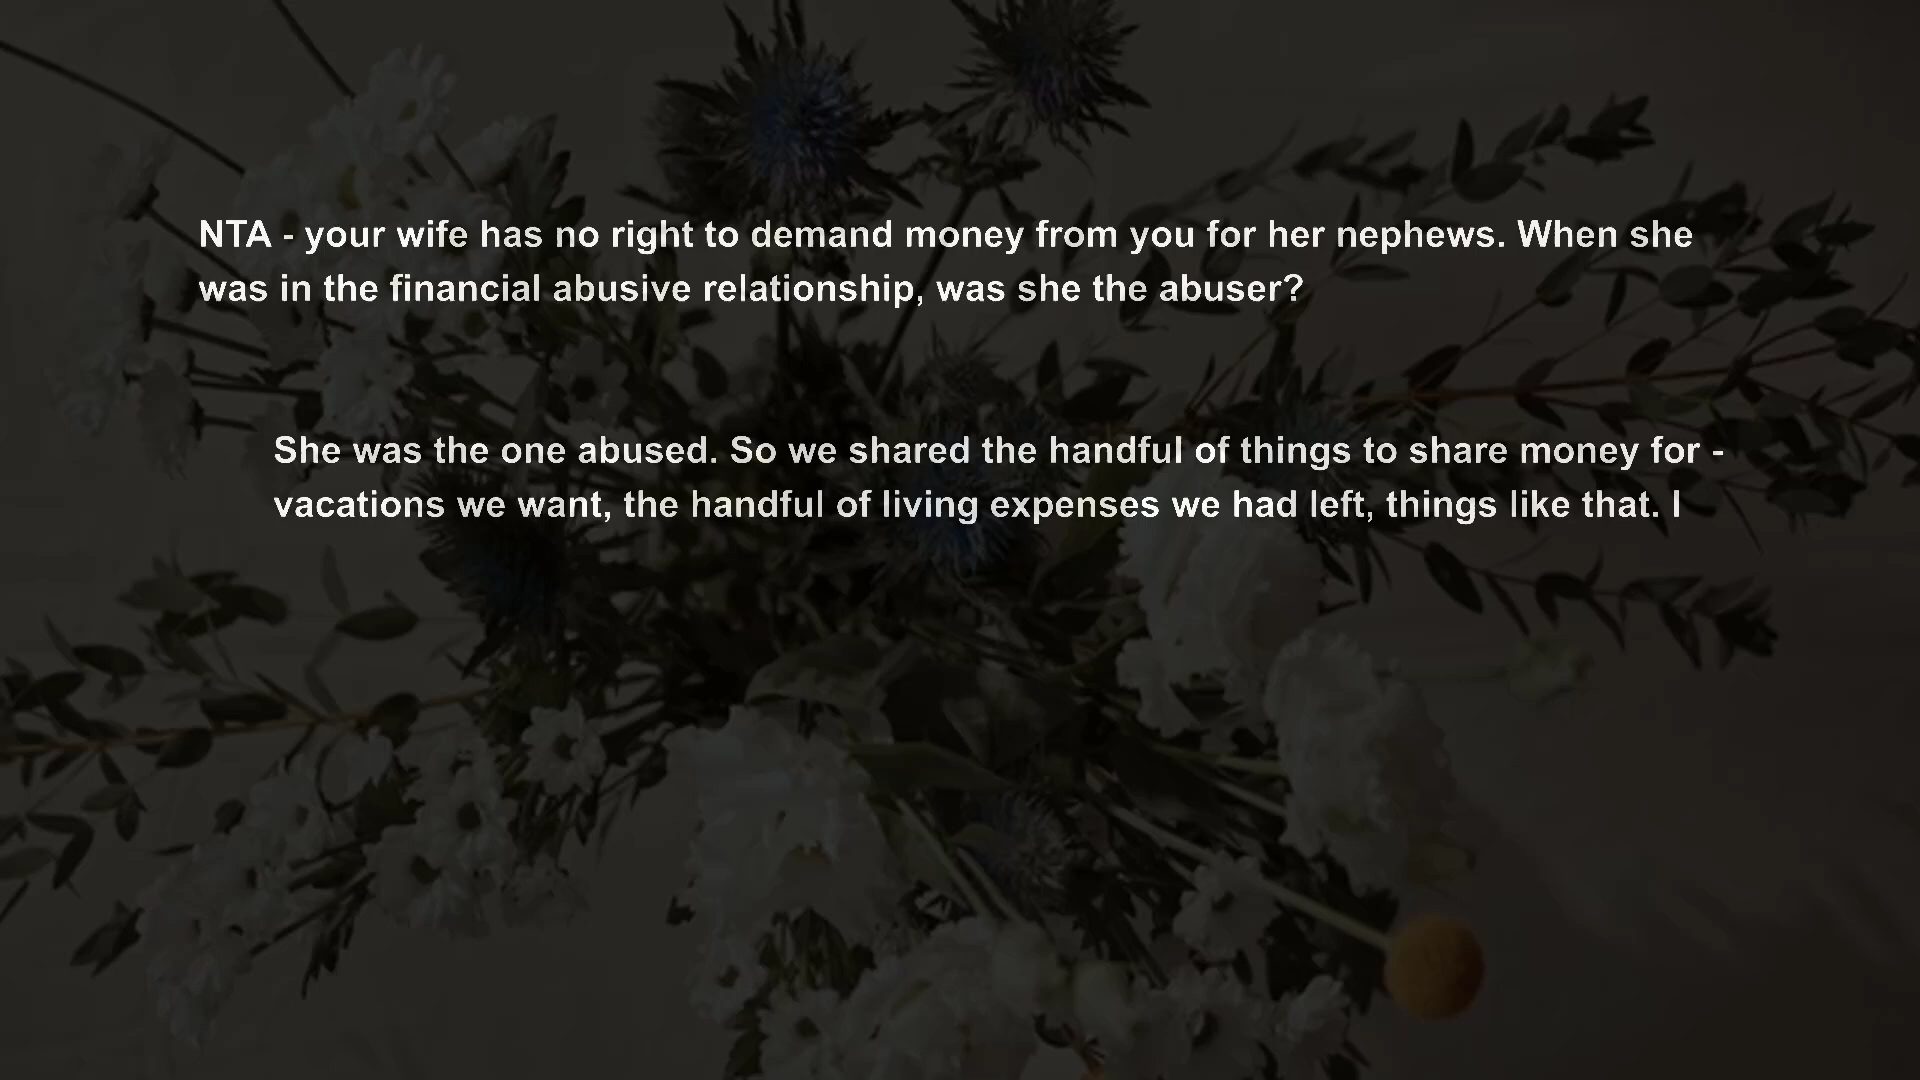 NTA - your wife has no right to demand money from you for her nephews. When she
was in the financial abusive relationship, was she the abuser?
She was the one abused. So we shared the handful of things to share money for -
vacations we want, the handful of living expenses we had left, things like that. I